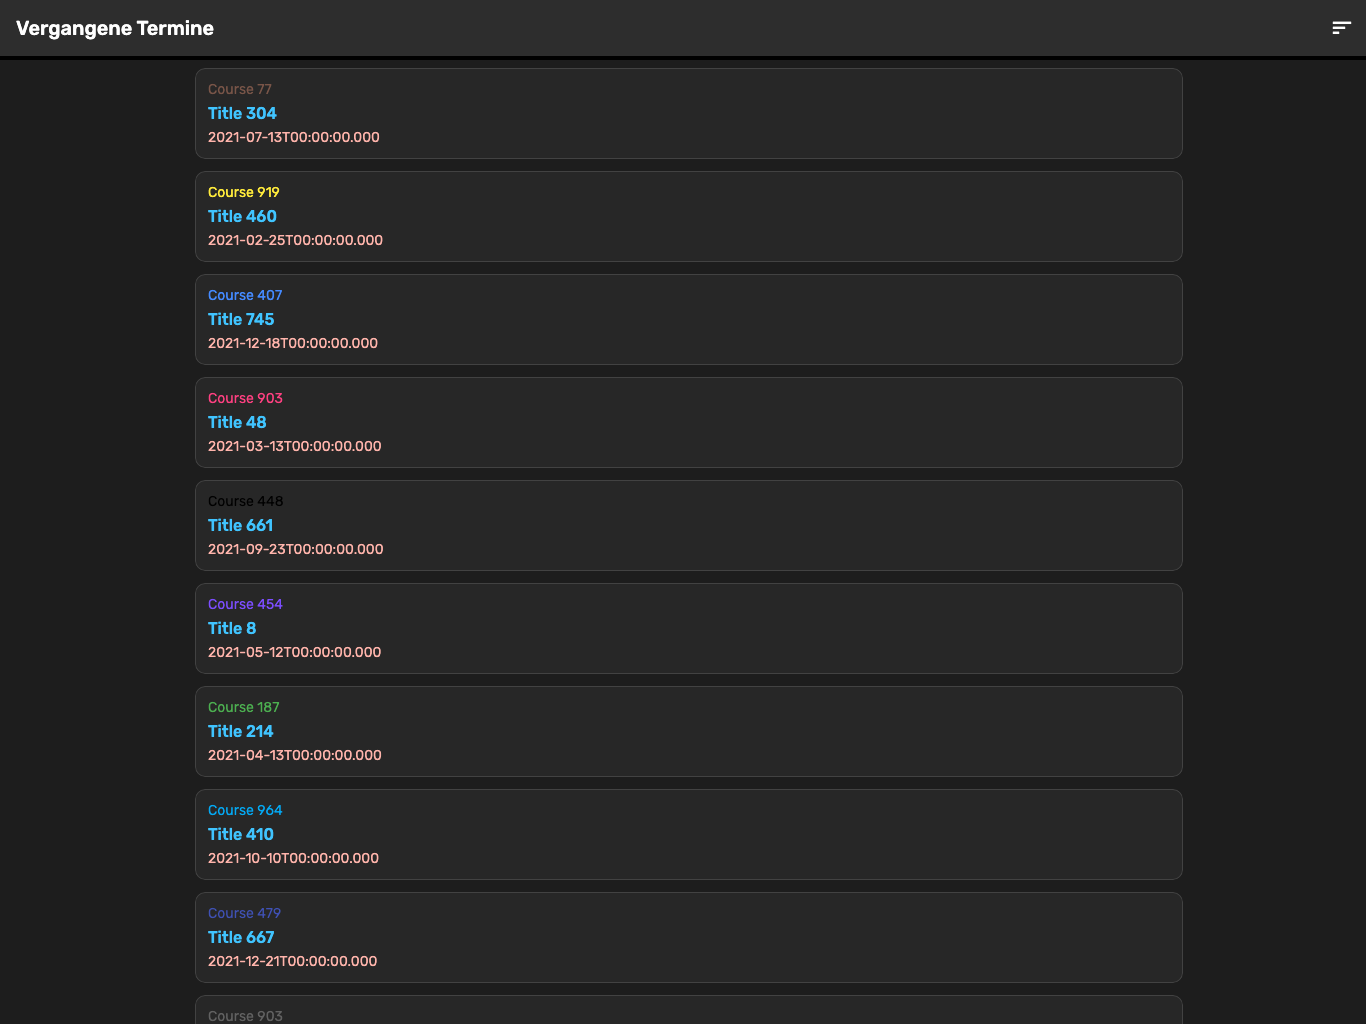 Vergangene Termine
Course 77
Title 304
2021-07-13T00:00:00.000
Course 919
Title 460
2021-02-25T00:00:00.000
Course 407
Title 745
2021-12-18T00:00:00.000
Course 903
Title 48
2021-03-13T00:00:00.000
Course 448
Title 661
2021-09-23T00:00:00.000
Course 454
Title 8
2021-05-12T00:00:00.000
Course 187
Title 214
2021-04-13T00:00:00.000
Course 964
Title 410
2021-10-10T00:00:00.000
Course 479
Title 667
2021-12-21T00:00:00.000
Course 903